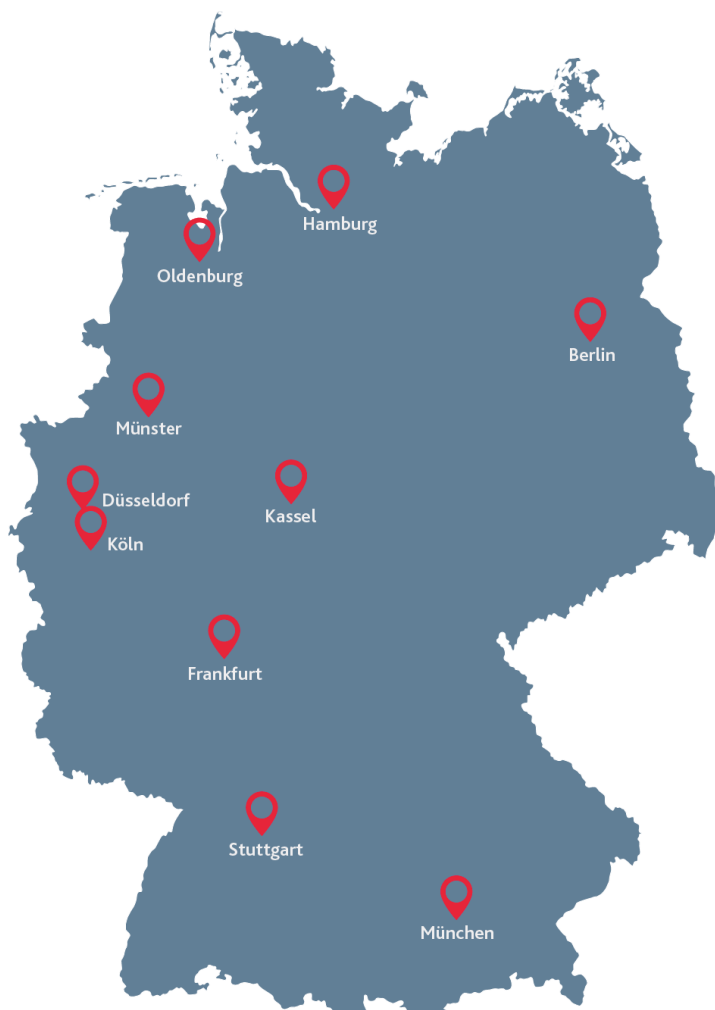 Hamburg
Oldenburg
Berlin
Münster
Düsseldorf
Kassel
Köln
Frankfurt
Stuttgart
München